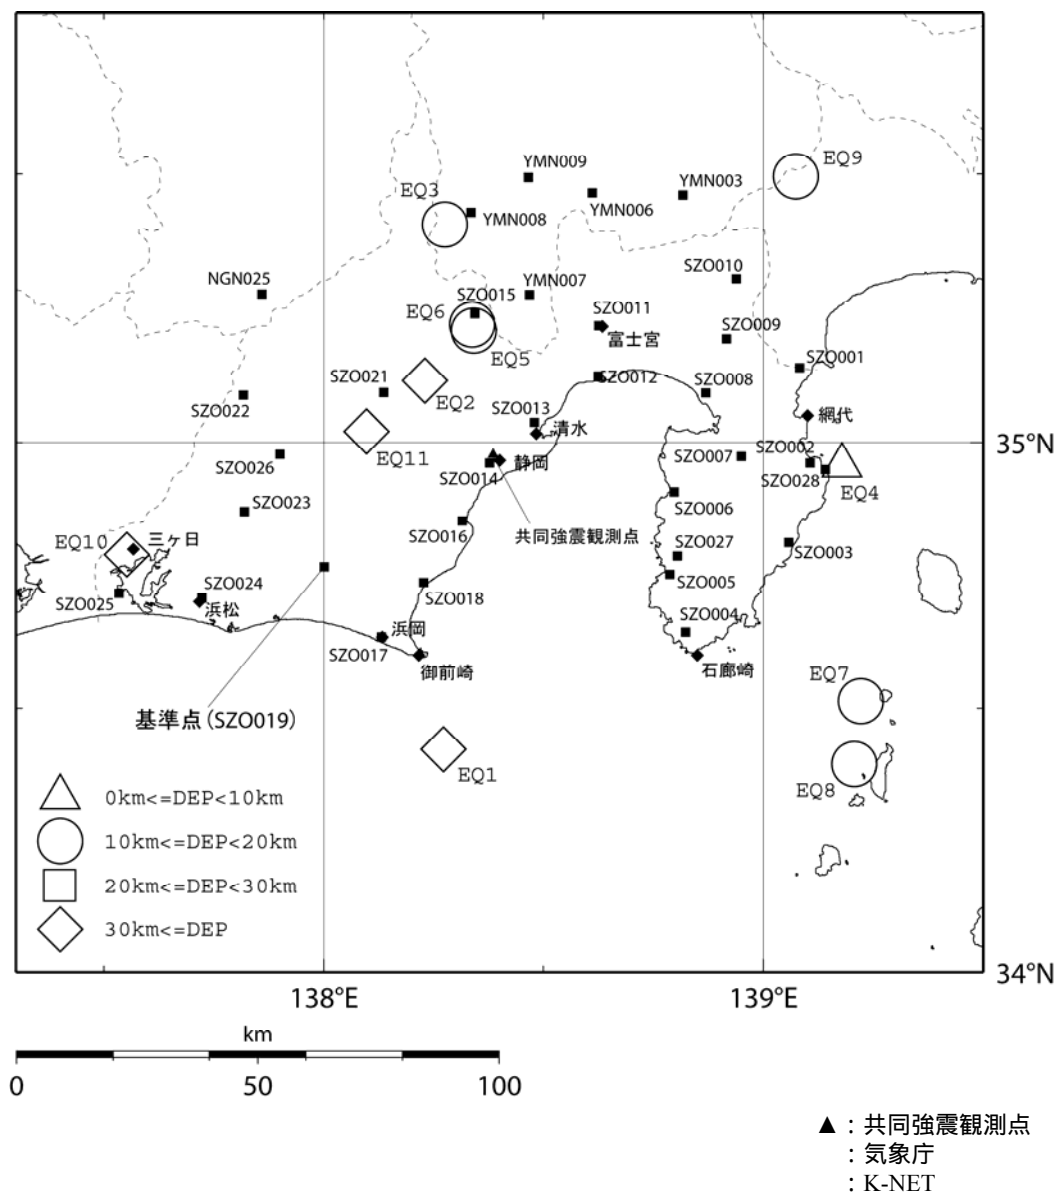 YMN009
EQ9
EQ3
YMN003
YMN008
YMN006
SZO010
NGN025
YMN007
SZO015
EQ6
SZO011
富士宮
SZO009
EQ5
SZO001
SZO021
SZO012
SZO008
EQ2
SZO022
SZO013
網代
清水
EQ11
SZO007
SZO002
35°N
SZO026
SZO014
静岡
SZO028
EQ4
SZO023
SZO006
EQ10
三ヶ日
SZO016
共同強震観測点
SZO027
SZO003
SZO024
SZO025
浜松
SZO018
SZO005
SZO004
浜岡
SZO017
御前崎
石廊崎
EQ7
基準点(SZO019)
EQ1
EQ8
0km<=DEP<10km
10km<=DEP<20km
20km<=DEP<30km
30km<=DEP
34°N
138°E
139°E
km
0 50 100
▲：共同強震観測点
：気象庁
：K-NET